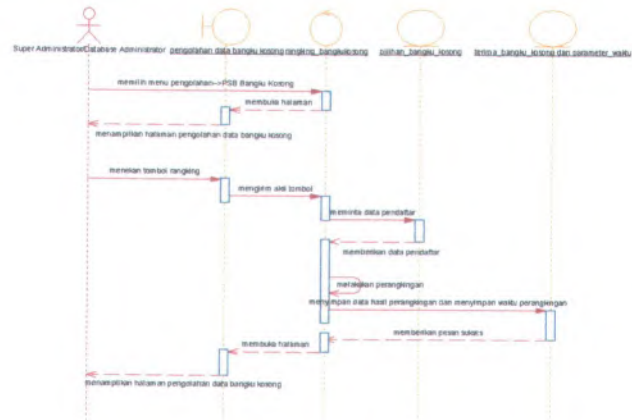 Super Administrator/Database Administrator
pengolahan data bangku kosong
rangking_bangkukosong
pilihan_bangku_kosong
terima_bangku_kosong dan parameter_waktu
memilih menu pengolahan-->PSB Bangku Kosong
membuka halaman
menampilkan halaman pengolahan data bangku kosong
menekan tombol rangking
mengirim aksi tombol
meminta data pendaftar
memberikan data pendaftar
melakukan perangkingan
menyimpan data hasil perangkingan dan menyimpan waktu perangkingan
memberikan pesan sukses
membuka halaman
menampilkan halaman pengolahan data bangku kosong